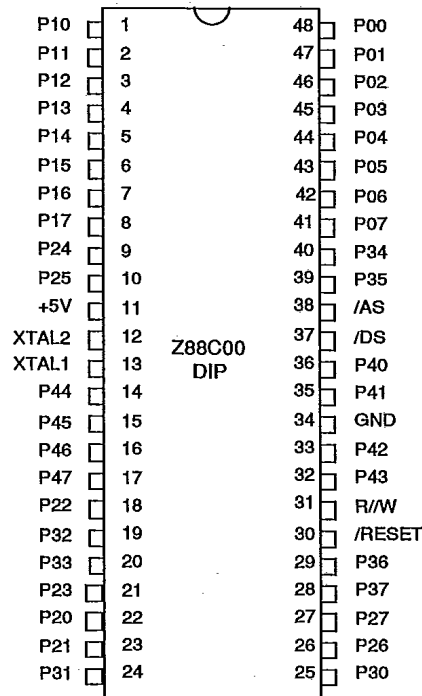 P10 1 48 P00
P11 2 47 P01
P12 3 46 P02
P13 4 45 P03
P14 5 44 P04
P15 6 43 P05
P16 7 42 P06
P17 8 41 P07
P24 9 40 P34
P25 10 39 P35
+5V 11 38 /AS
XTAL2 12 37 /DS
XTAL1 13 36 P40
Z88C00
DIP
P44 14 35 P41
P45 15 34 GND
P46 16 33 P42
P47 17 32 P43
P22 18 31 R//W
P32 19 30 /RESET
P33 20 29 P36
P23 21 28 P37
P20 22 27 P27
P21 23 26 P26
P31 24 25 P30